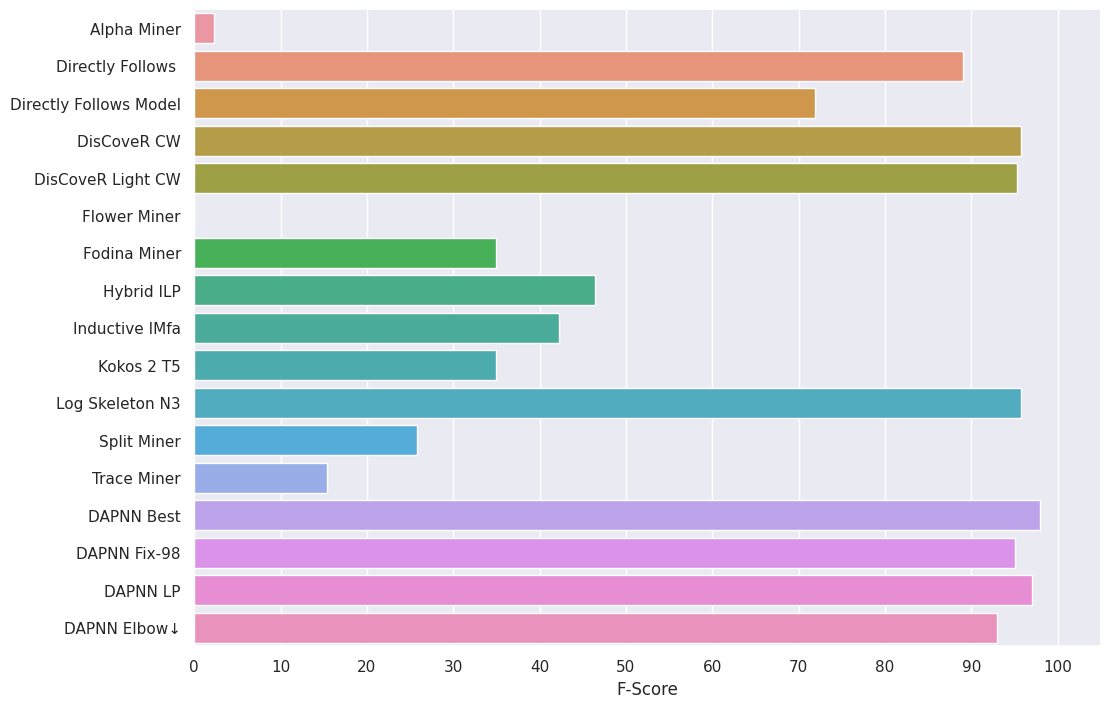 Alpha Miner
Directly Follows
Directly Follows Model
DisCoveR CW
DisCoveR Light CW
Flower Miner
Fodina Miner
Hybrid ILP
Inductive IMfa
Kokos 2 T5
Log Skeleton N3
Split Miner
Trace Miner
DAPNN Best
DAPNN Fix-98
DAPNN LP
DAPNN Elbow↓
0 10 20 30 40 50 60 70 80 90 100
F-Score